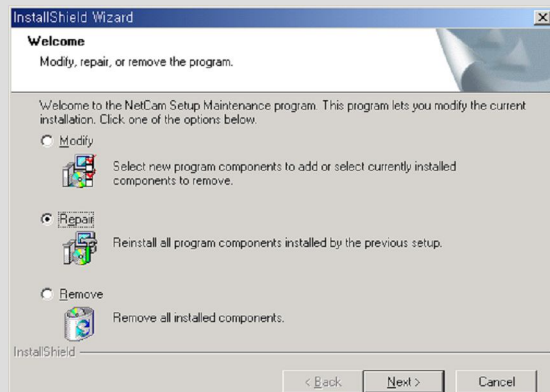 InstallShield Wizard
Welcome
Modify, repair, or remove the program.
Welcome to the NetCam Setup Maintenance program. This program lets you modify the current
installation. Click one of the options below.
Modify
Select new program components to add or select currently installed
components to remove.
Repair
Reinstall all program components installed by the previous setup.
Remove
Remove all installed components.
InstallShield
< Back
Next >
Cancel